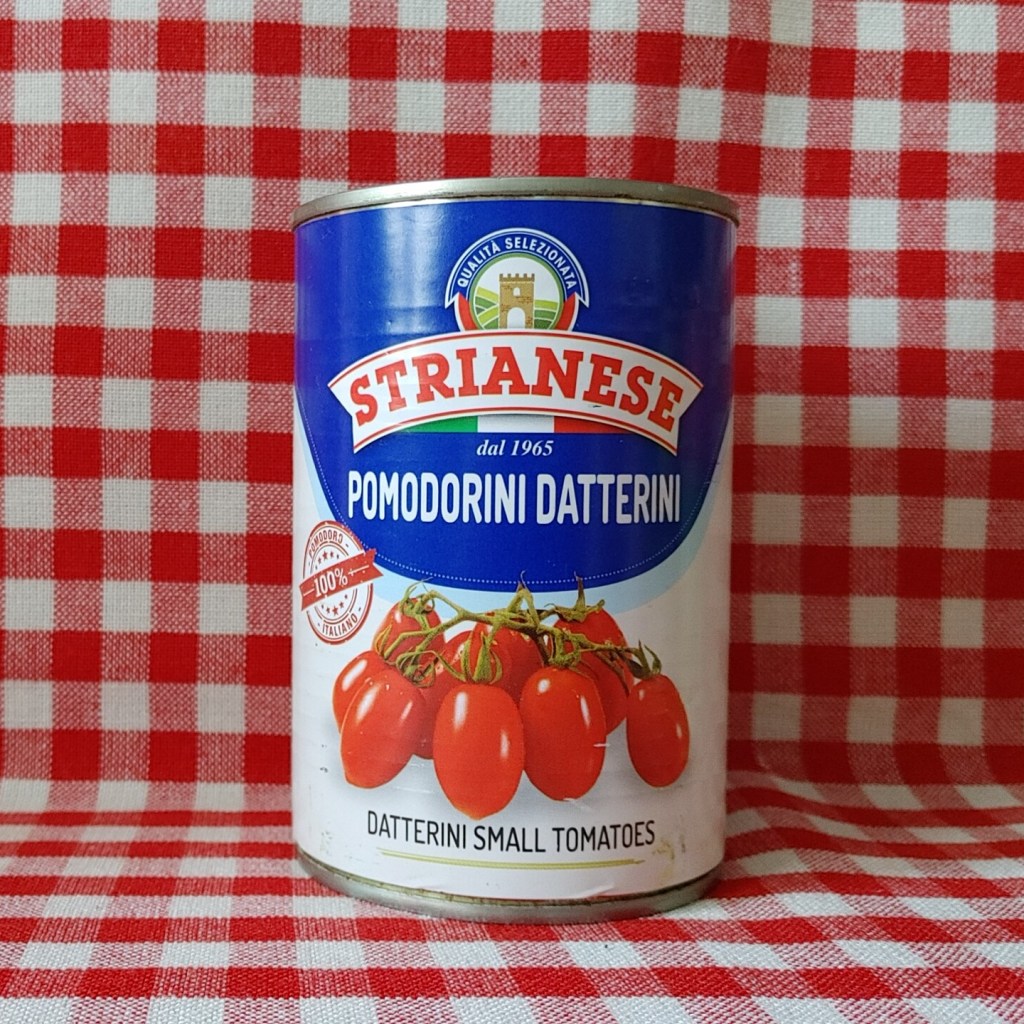 QUALITÀ SELEZIONATA
STRIANESE
dal 1965
POMODORINI DATTERINI
POMODORO
100%
ITALIANO
DATTERINI SMALL TOMATOES